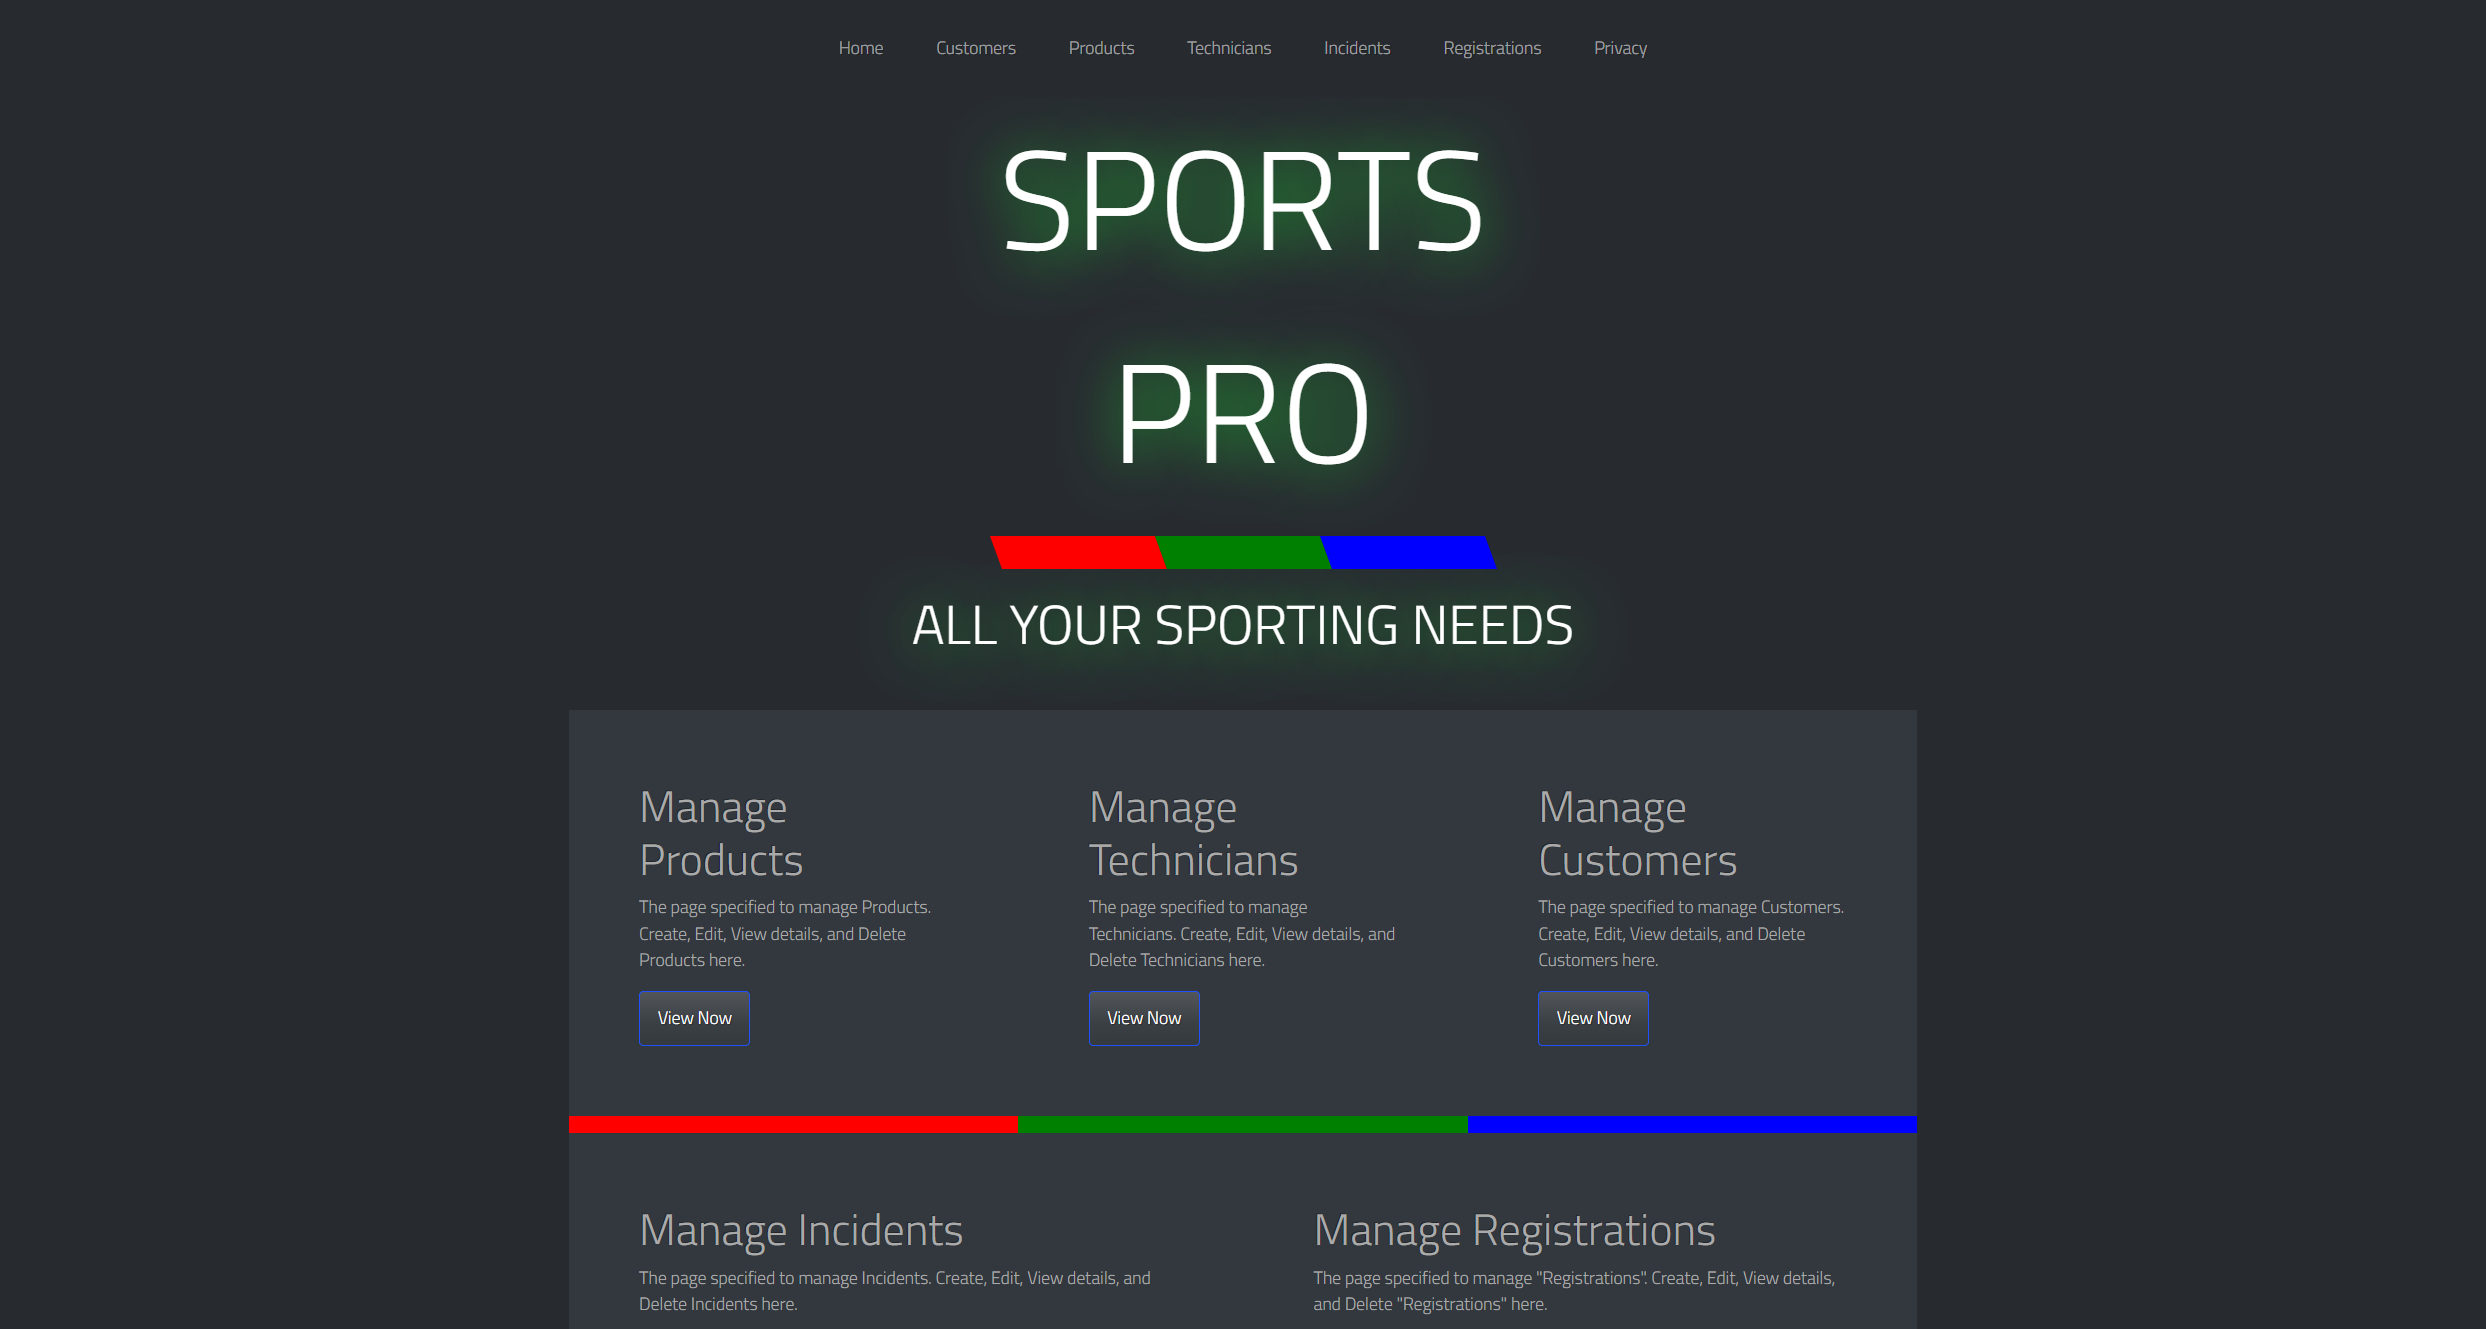 Home Customers Products Technicians Incidents Registrations Privacy
SPORTS
PRO
ALL YOUR SPORTING NEEDS
Manage
Products
The page specified to manage Products.
Create, Edit, View details, and Delete
Products here.
View Now
Manage
Technicians
The page specified to manage
Technicians. Create, Edit, View details, and
Delete Technicians here.
View Now
Manage
Customers
The page specified to manage Customers.
Create, Edit, View details, and Delete
Customers here.
View Now
Manage Incidents
The page specified to manage Incidents. Create, Edit, View details, and
Delete Incidents here.
Manage Registrations
The page specified to manage "Registrations". Create, Edit, View details,
and Delete "Registrations" here.